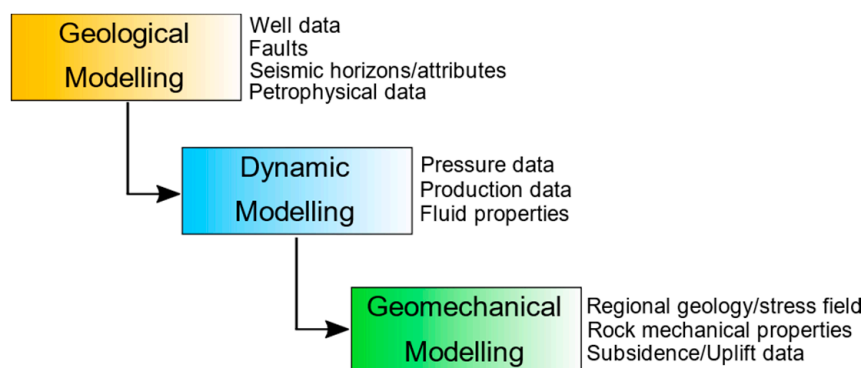 Geological
Modelling
Well data
Faults
Seismic horizons/attributes
Petrophysical data
Dynamic
Modelling
Pressure data
Production data
Fluid properties
Geomechanical
Modelling
Regional geology/stress field
Rock mechanical properties
Subsidence/Uplift data